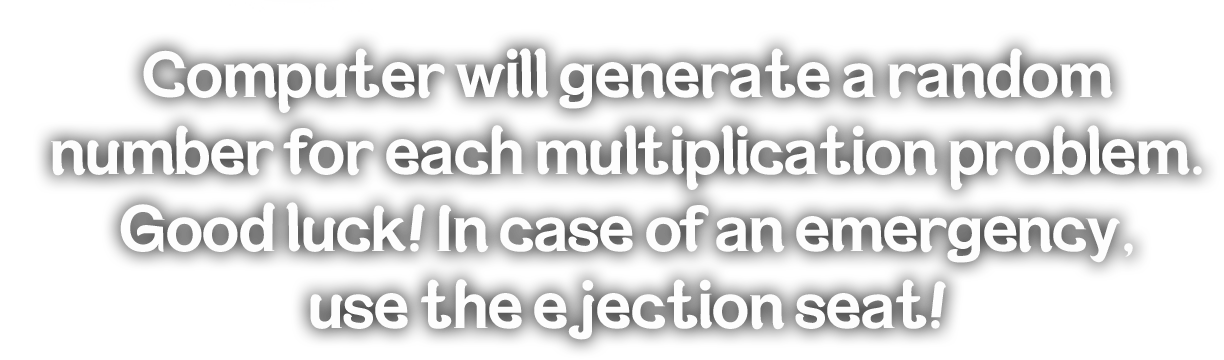 Computer will generate a random
number for each multiplication problem.
Good luck! In case of an emergency,
use the ejection seat!